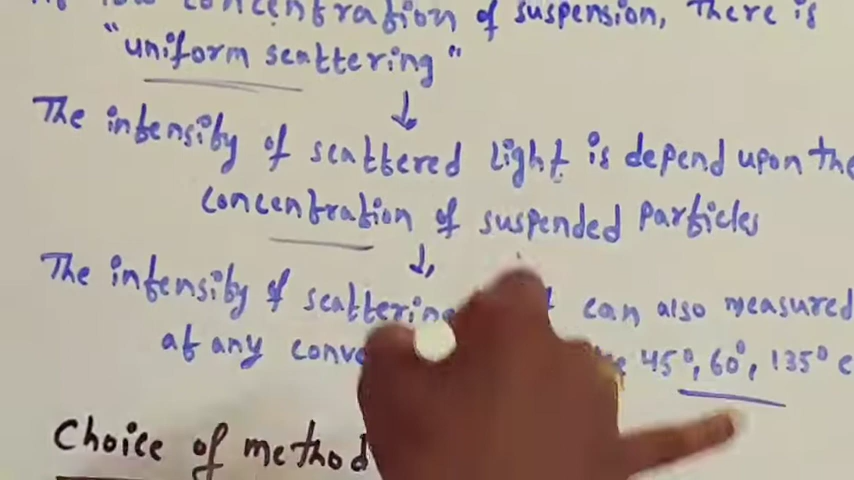 low concentration of suspension, There is
"uniform scattering"
The intensity of scattered light is depend upon the
concentration of suspended particles
The intensity of scattering can also measured
at any 45°, 60°, 135°
Choice of method